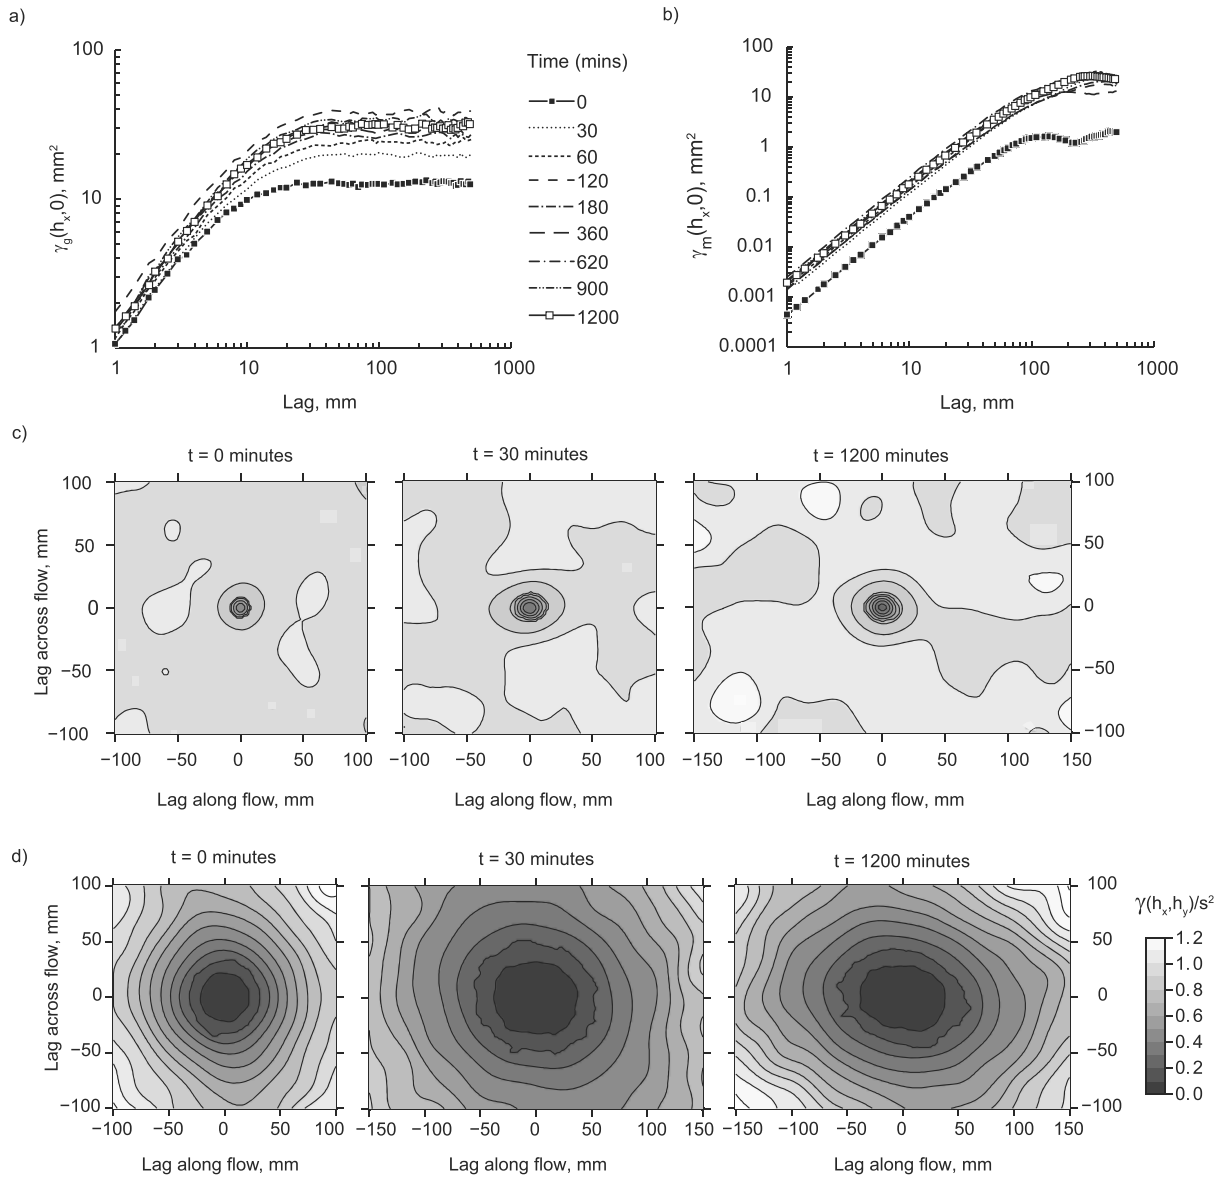 a)
b)
100
10
1
γg(hx,0), mm²
1
10
100
1000
Lag, mm
Time (mins)
0
30
60
120
180
360
620
900
1200
100
10
1
0.1
0.01
0.001
0.0001
γm(hx,0), mm²
1
10
100
1000
Lag, mm
c)
t = 0 minutes
t = 30 minutes
t = 1200 minutes
Lag across flow, mm
100
50
0
−50
−100
100
50
0
−50
−100
−100 −50 0 50 100
−100 −50 0 50 100
−150 −100 −50 0 50 100 150
Lag along flow, mm
Lag along flow, mm
Lag along flow, mm
d)
t = 0 minutes
t = 30 minutes
t = 1200 minutes
Lag across flow, mm
100
50
0
−50
−100
100
50
0
−50
−100
−100 −50 0 50 100
−150 −100 −50 0 50 100 150
−150 −100 −50 0 50 100 150
Lag along flow, mm
Lag along flow, mm
Lag along flow, mm
γ(hx,hy)/s²
1.2
1.0
0.8
0.6
0.4
0.2
0.0